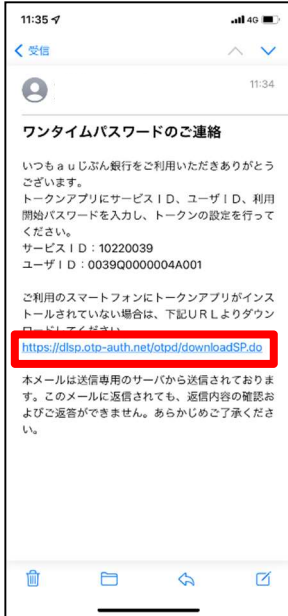 11:35
4G
受信
11:34
ワンタイムパスワードのご連絡
いつもａｕじぶん銀行をご利用いただきありがとう
ございます。
トークンアプリにサービスＩＤ、ユーザＩＤ、利用
開始パスワードを入力し、トークンの設定を行って
ください。
サービスＩＤ：10220039
ユーザＩＤ：0039Q0000004A001
ご利用のスマートフォンにトークンアプリがインス
トールされていない場合は、下記ＵＲＬよりダウン
ロードしてください
https://dlsp.otp-auth.net/otpd/downloadSP.do
本メールは送信専用のサーバから送信されておりま
す。このメールに返信されても、返信内容の確認お
よびご返答ができません。あらかじめご了承くださ
い。